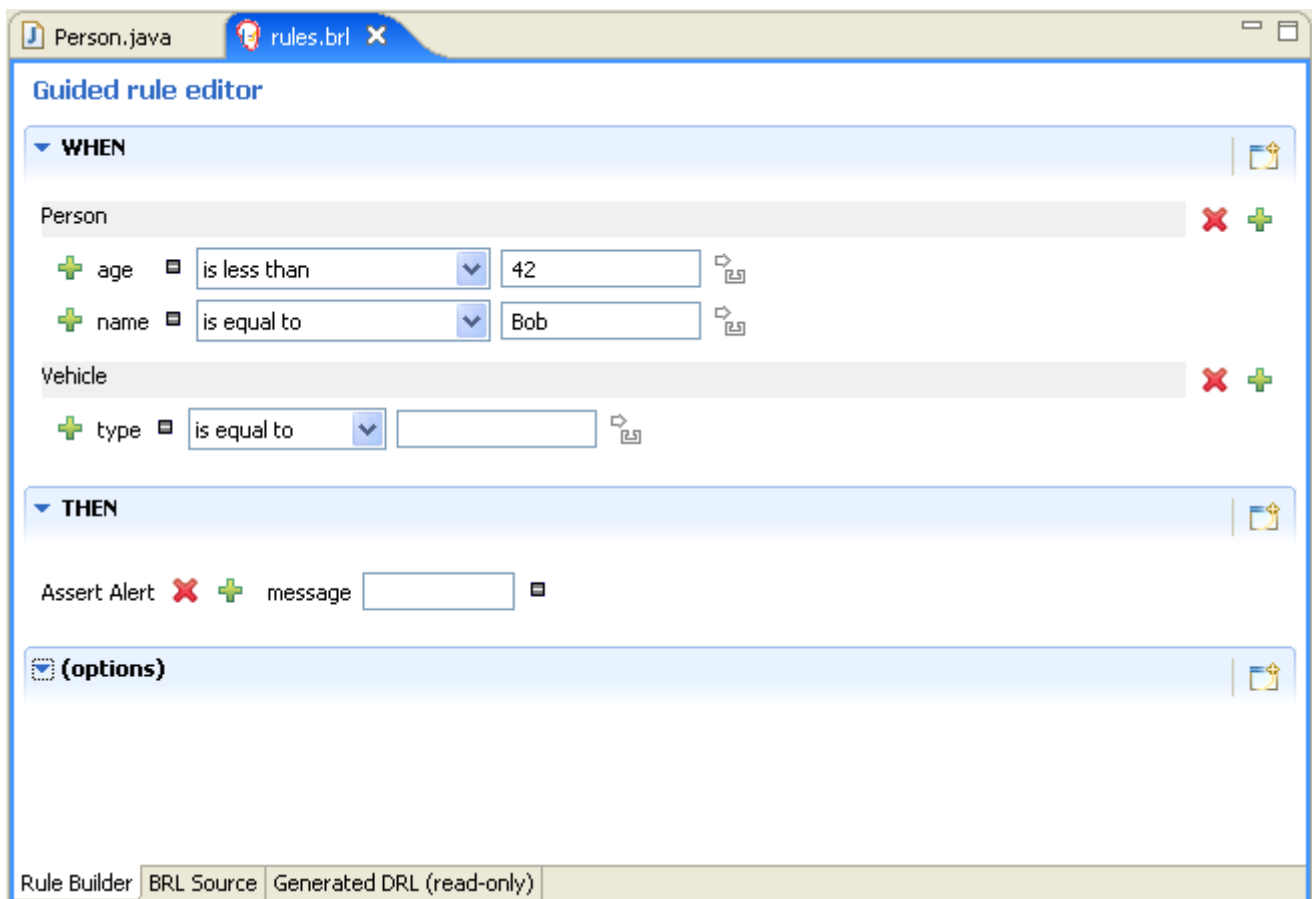 Person.java rules.brl
Guided rule editor
WHEN
Person
age is less than 42
name is equal to Bob
Vehicle
type is equal to
THEN
Assert Alert message
(options)
Rule Builder BRL Source Generated DRL (read-only)